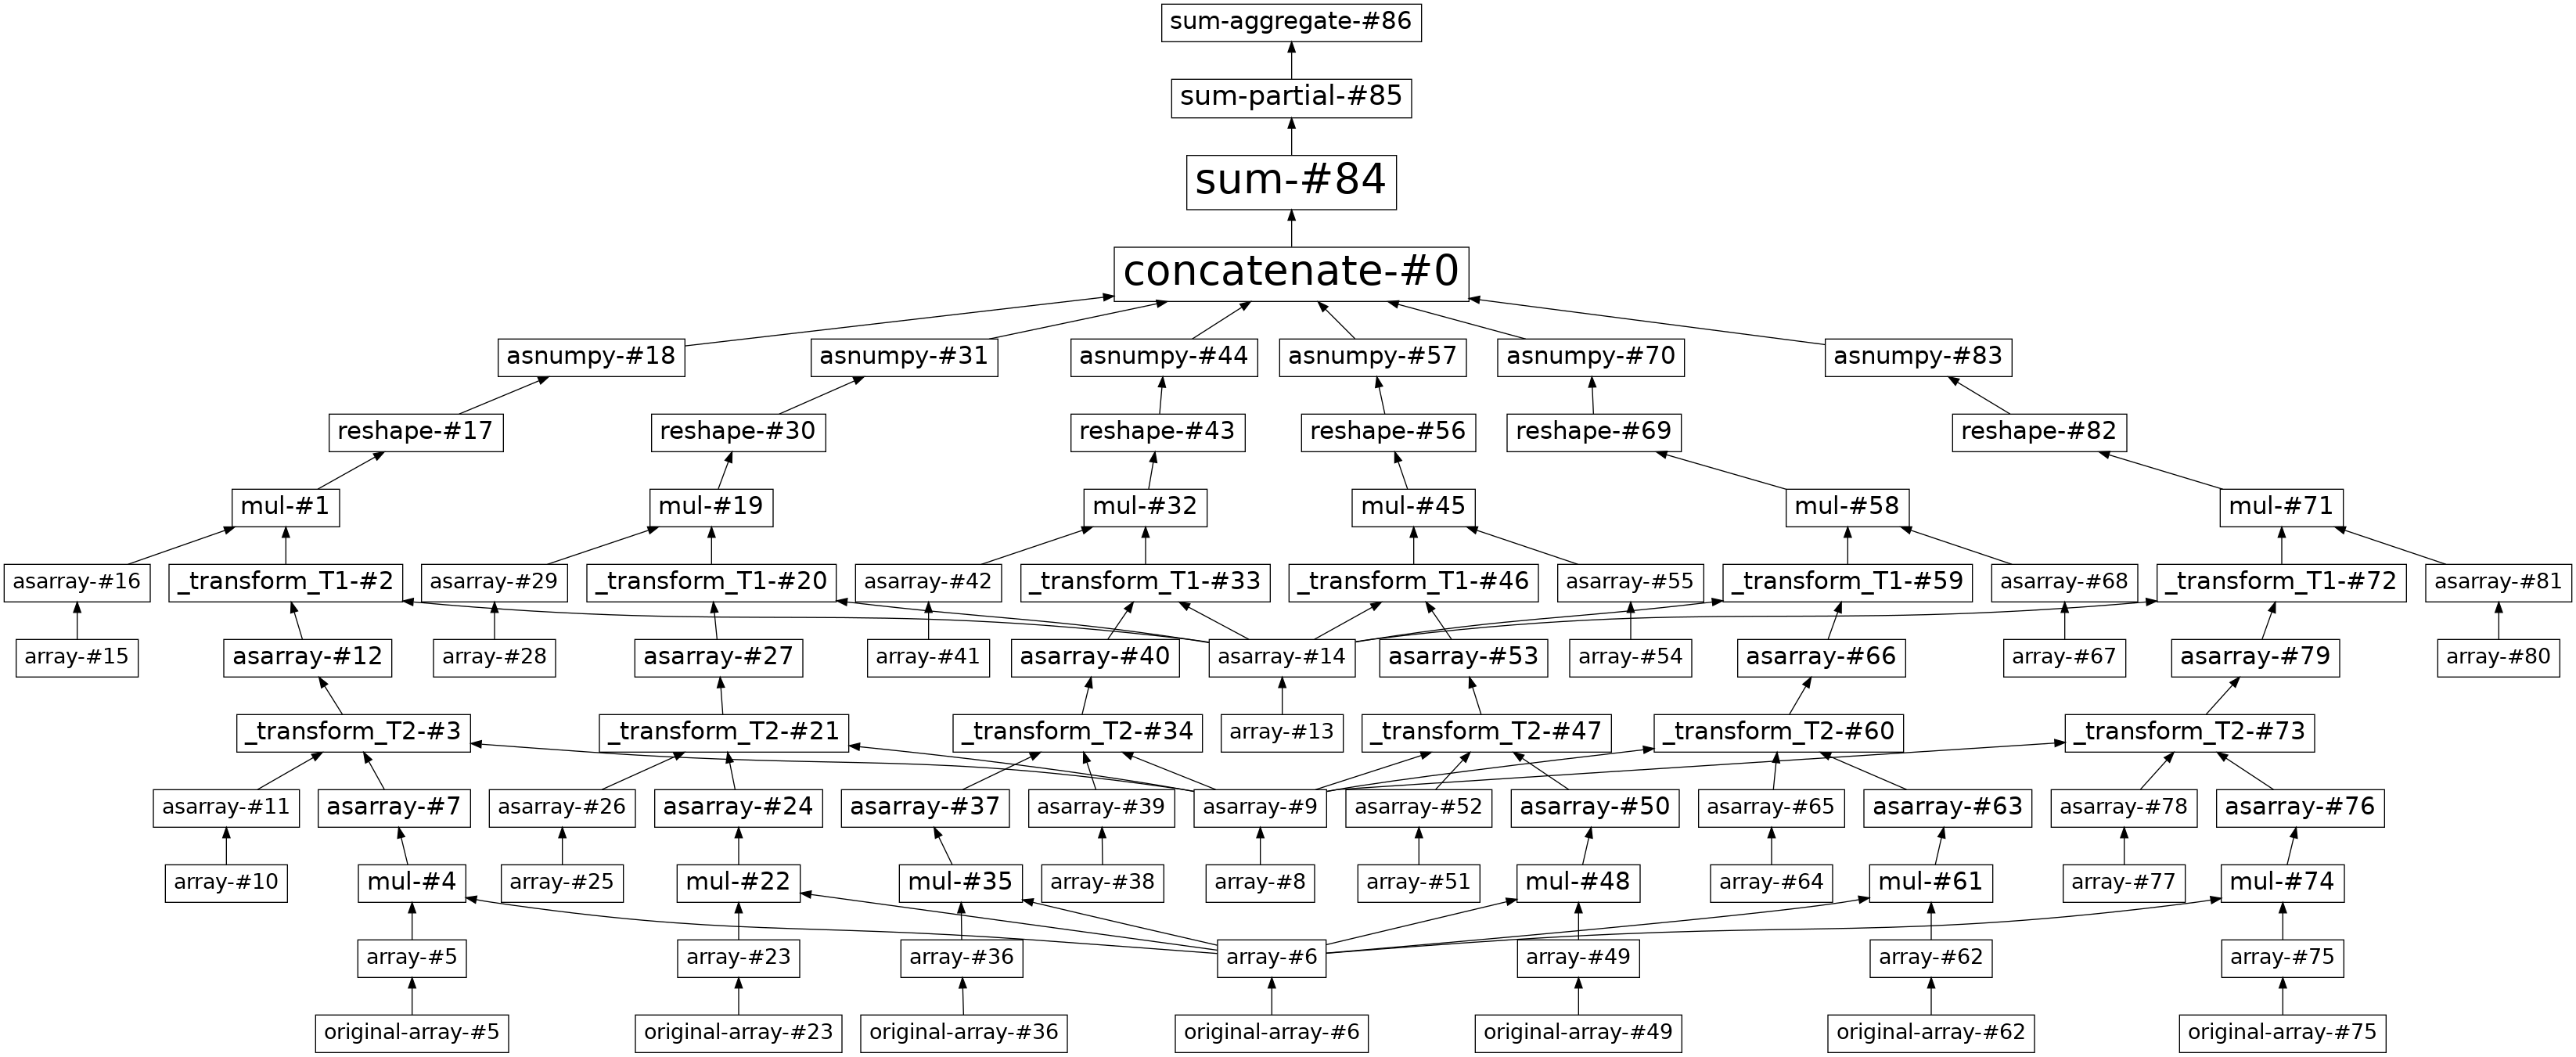 sum-aggregate-#86
sum-partial-#85
sum-#84
concatenate-#0
asnumpy-#18 asnumpy-#31 asnumpy-#44 asnumpy-#57 asnumpy-#70 asnumpy-#83
reshape-#17 reshape-#30 reshape-#43 reshape-#56 reshape-#69 reshape-#82
mul-#1 mul-#19 mul-#32 mul-#45 mul-#58 mul-#71
asarray-#16 _transform_T1-#2 asarray-#29 _transform_T1-#20 asarray-#42 _transform_T1-#33 _transform_T1-#46 asarray-#55 _transform_T1-#59 asarray-#68 _transform_T1-#72 asarray-#81
array-#15 asarray-#12 array-#28 asarray-#27 array-#41 asarray-#40 asarray-#14 asarray-#53 array-#54 asarray-#66 array-#67 asarray-#79 array-#80
_transform_T2-#3 _transform_T2-#21 _transform_T2-#34 array-#13 _transform_T2-#47 _transform_T2-#60 _transform_T2-#73
asarray-#11 asarray-#7 asarray-#26 asarray-#24 asarray-#37 asarray-#39 asarray-#9 asarray-#52 asarray-#50 asarray-#65 asarray-#63 asarray-#78 asarray-#76
array-#10 mul-#4 array-#25 mul-#22 mul-#35 array-#38 array-#8 array-#51 mul-#48 array-#64 mul-#61 array-#77 mul-#74
array-#5 array-#23 array-#36 array-#6 array-#49 array-#62 array-#75
original-array-#5 original-array-#23 original-array-#36 original-array-#6 original-array-#49 original-array-#62 original-array-#75